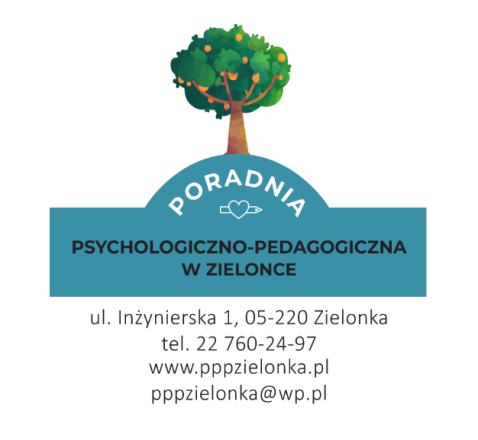 PORADNIA
PSYCHOLOGICZNO-PEDAGOGICZNA
W ZIELONCE
ul. Inżynierska 1, 05-220 Zielonka
tel. 22 760-24-97
www.pppzielonka.pl
pppzielonka@wp.pl